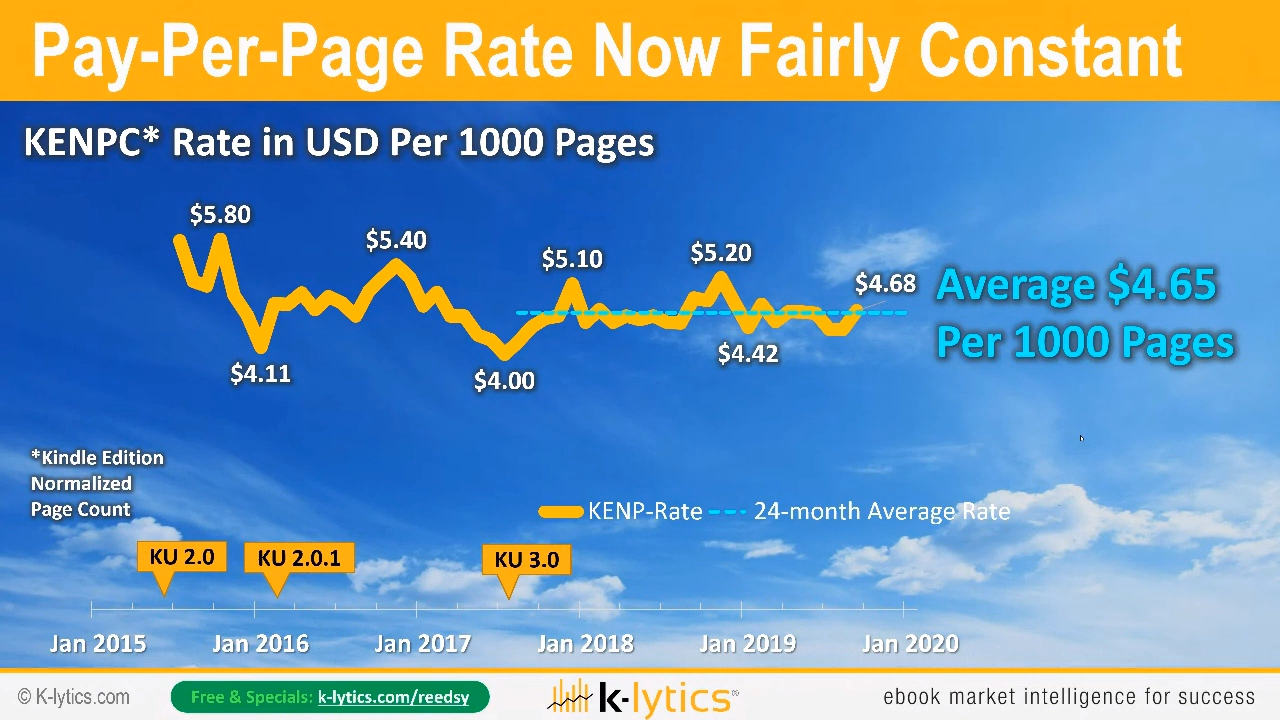 Pay-Per-Page Rate Now Fairly Constant
KENPC* Rate in USD Per 1000 Pages
$5.80
$5.40
$5.10
$5.20
$4.68
Average $4.65
Per 1000 Pages
$4.11
$4.00
$4.42
*Kindle Edition
Normalized
Page Count
KENP-Rate
24-month Average Rate
KU 2.0
KU 2.0.1
KU 3.0
Jan 2015
Jan 2016
Jan 2017
Jan 2018
Jan 2019
Jan 2020
© K-lytics.com
Free & Specials: k-lytics.com/reedsy
k-lytics®
ebook market intelligence for success